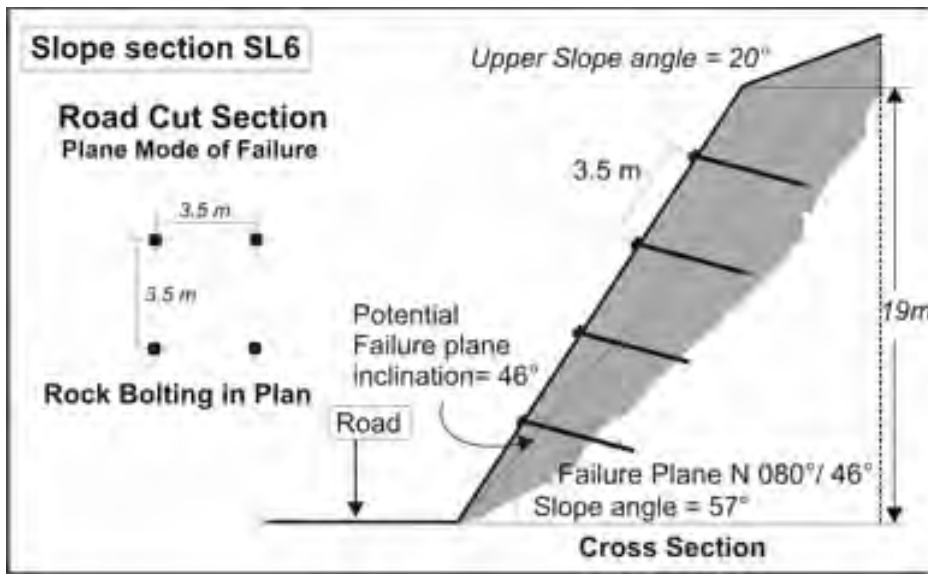 Slope section SL6
Upper Slope angle = 20°
Road Cut Section
Plane Mode of Failure
3.5 m
3.5 m
3.5 m
19m
Potential
Failure plane
inclination= 46°
Rock Bolting in Plan
Road
Failure Plane N 080°/ 46°
Slope angle = 57°
Cross Section